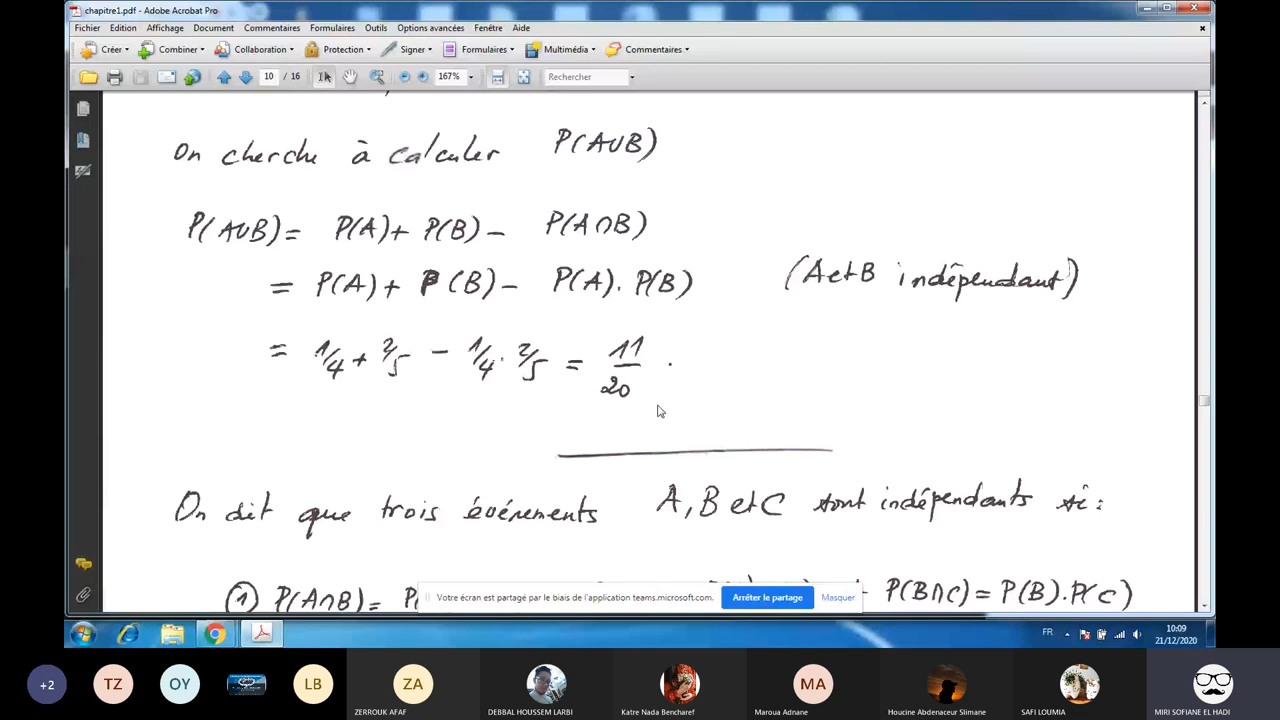 chapitre1.pdf - Adobe Acrobat Pro
Fichier Edition Affichage Document Commentaires Formulaires Outils Options avancées Fenêtre Aide
Créer Combiner Collaboration Protection Signer Formulaires Multimédia Commentaires
10 / 16 167% Rechercher
On cherche à calculer P(A∪B)
P(A∪B) = P(A) + P(B) - P(A∩B)
= P(A) + P(B) - P(A). P(B) (A et B indépendant)
= 1/4 + 2/5 - 1/4 . 2/5 = 11/20 .
On dit que trois événements A, B et C sont indépendants si :
① P(A∩B) = P( P(B∩C) = P(B). P(C)
Votre écran est partagé par le biais de l'application teams.microsoft.com. Arrêter le partage Masquer
FR 10:09
21/12/2020
+2 TZ OY LB ZA MA
ZERROUK AFAF DEBBAL HOUSSEM LARBI Katre Nada Bencharef Maroua Adnane Houcine Abdenaceur Slimane SAFI LOUMIA MIRI SOFIANE EL HADI